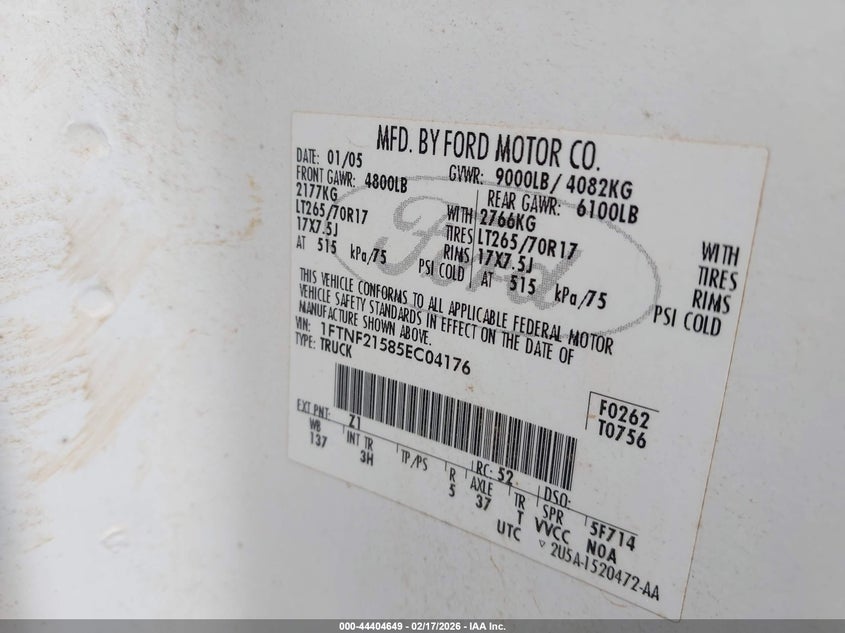 MFD. BY FORD MOTOR CO.
DATE: 01/05 GVWR: 9000LB/ 4082KG
FRONT GAWR: 4800LB REAR GAWR: 6100LB
2177KG WITH 2766KG WITH
LT265/70R17 TIRES LT265/70R17 TIRES
17X7.5J RIMS 17X7.5J RIMS
AT 515 kPa/75 PSI COLD AT 515 kPa/75 PSI COLD
THIS VEHICLE CONFORMS TO ALL APPLICABLE FEDERAL MOTOR
VEHICLE SAFETY STANDARDS IN EFFECT ON THE DATE OF
MANUFACTURE SHOWN ABOVE.
VIN: 1FTNF21585EC04176
TYPE: TRUCK
F0262
T0756
EXT PNT: Z1 RC: 52 DSO:
WB INT TR TP/PS R AXLE TR SPR 5F714
137 3H 5 37 T VVCC N0A
UTC ▽ 2U5A-1520472-AA
Ford
000-44404649 - 02/17/2026 - IAA Inc.